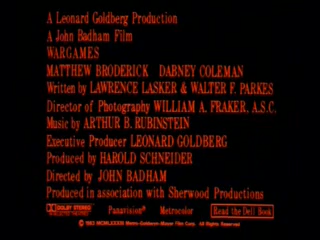 A Leonard Goldberg Production
A John Badham Film
WARGAMES
MATTHEW BRODERICK DABNEY COLEMAN
Written by LAWRENCE LASKER & WALTER F. PARKES
Director of Photography WILLIAM A. FRAKER, A.S.C.
Music by ARTHUR B. RUBINSTEIN
Executive Producer LEONARD GOLDBERG
Produced by HAROLD SCHNEIDER
Directed by JOHN BADHAM
Produced in association with Sherwood Productions
DOLBY STEREO Panavision® Metrocolor Read the Dell Book
© 1983 MCMLXXXIII Metro-Goldwyn-Mayer Film Corp. All Rights Reserved